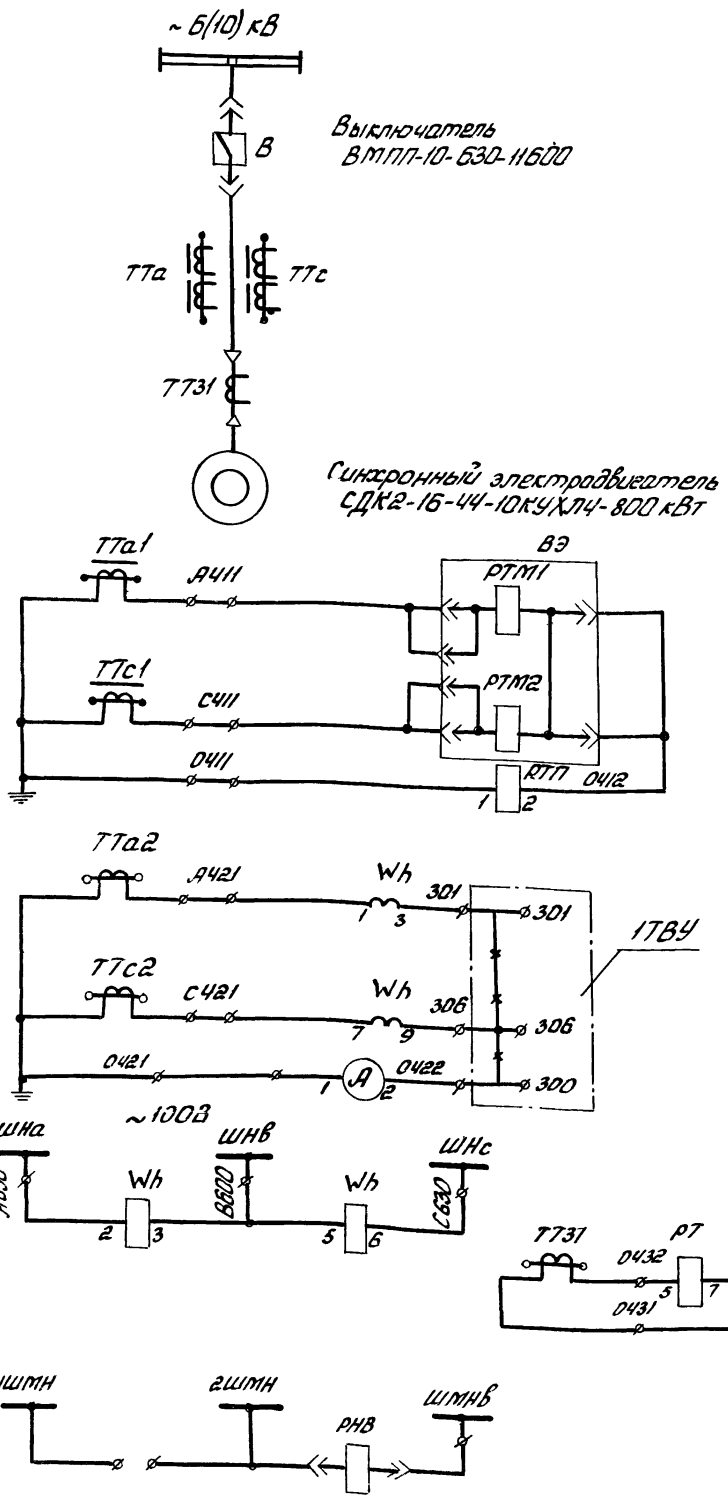 ~ 6(10) кВ
Выключатель
В
ВМПП-10-630-11600
ТТа
ТТс
ТТЗ1
Синхронный электродвигатель
СДК2-16-44-10КУХЛ4-800 кВт
ТТа1
А411
ВЭ
РТМ1
ТТс1
С411
РТМ2
0411
РТП
0412
1
2
ТТа2
А421
Wh
1
3
301
301
1ТВУ
ТТс2
С421
Wh
7
9
306
306
0421
1
А
2
0422
300
~100В
ШНа
ШНв
ШНс
Wh
2
3
В600
Wh
5
6
С630
ТТЗ1
0432
РТ
5
7
0431
2ШМН
ШМНв
РНВ